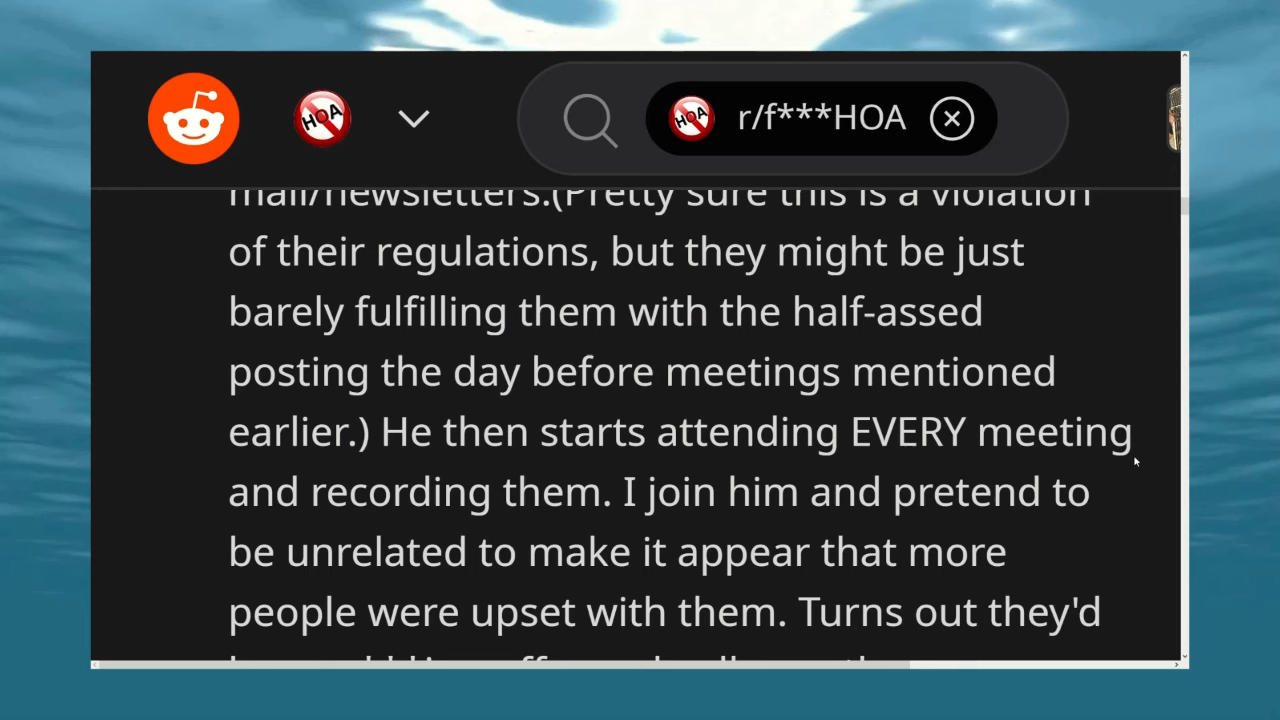 HOA
HOA r/f***HOA
mail/newsletters.(Pretty sure this is a violation
of their regulations, but they might be just
barely fulfilling them with the half-assed
posting the day before meetings mentioned
earlier.) He then starts attending EVERY meeting
and recording them. I join him and pretend to
be unrelated to make it appear that more
people were upset with them. Turns out they'd